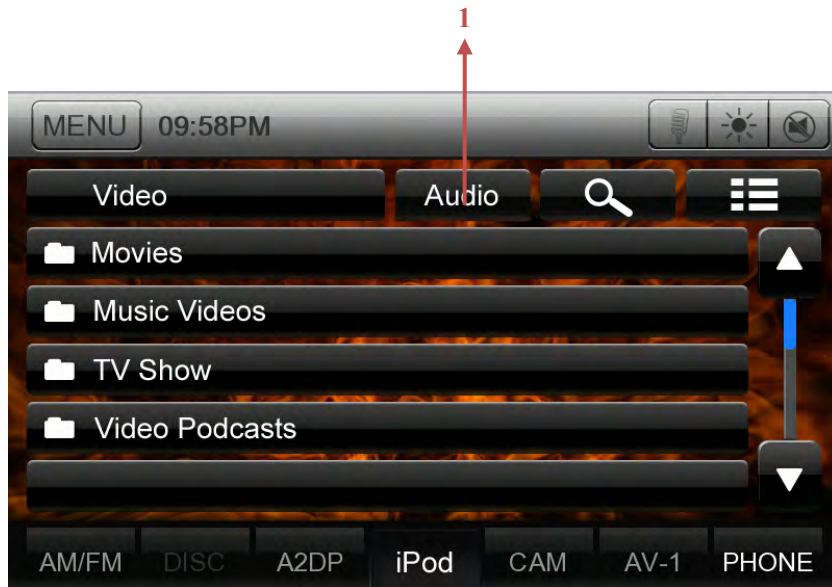 1
MENU 09:58PM
Video Audio
Movies
Music Videos
TV Show
Video Podcasts
AM/FM DISC A2DP iPod CAM AV-1 PHONE